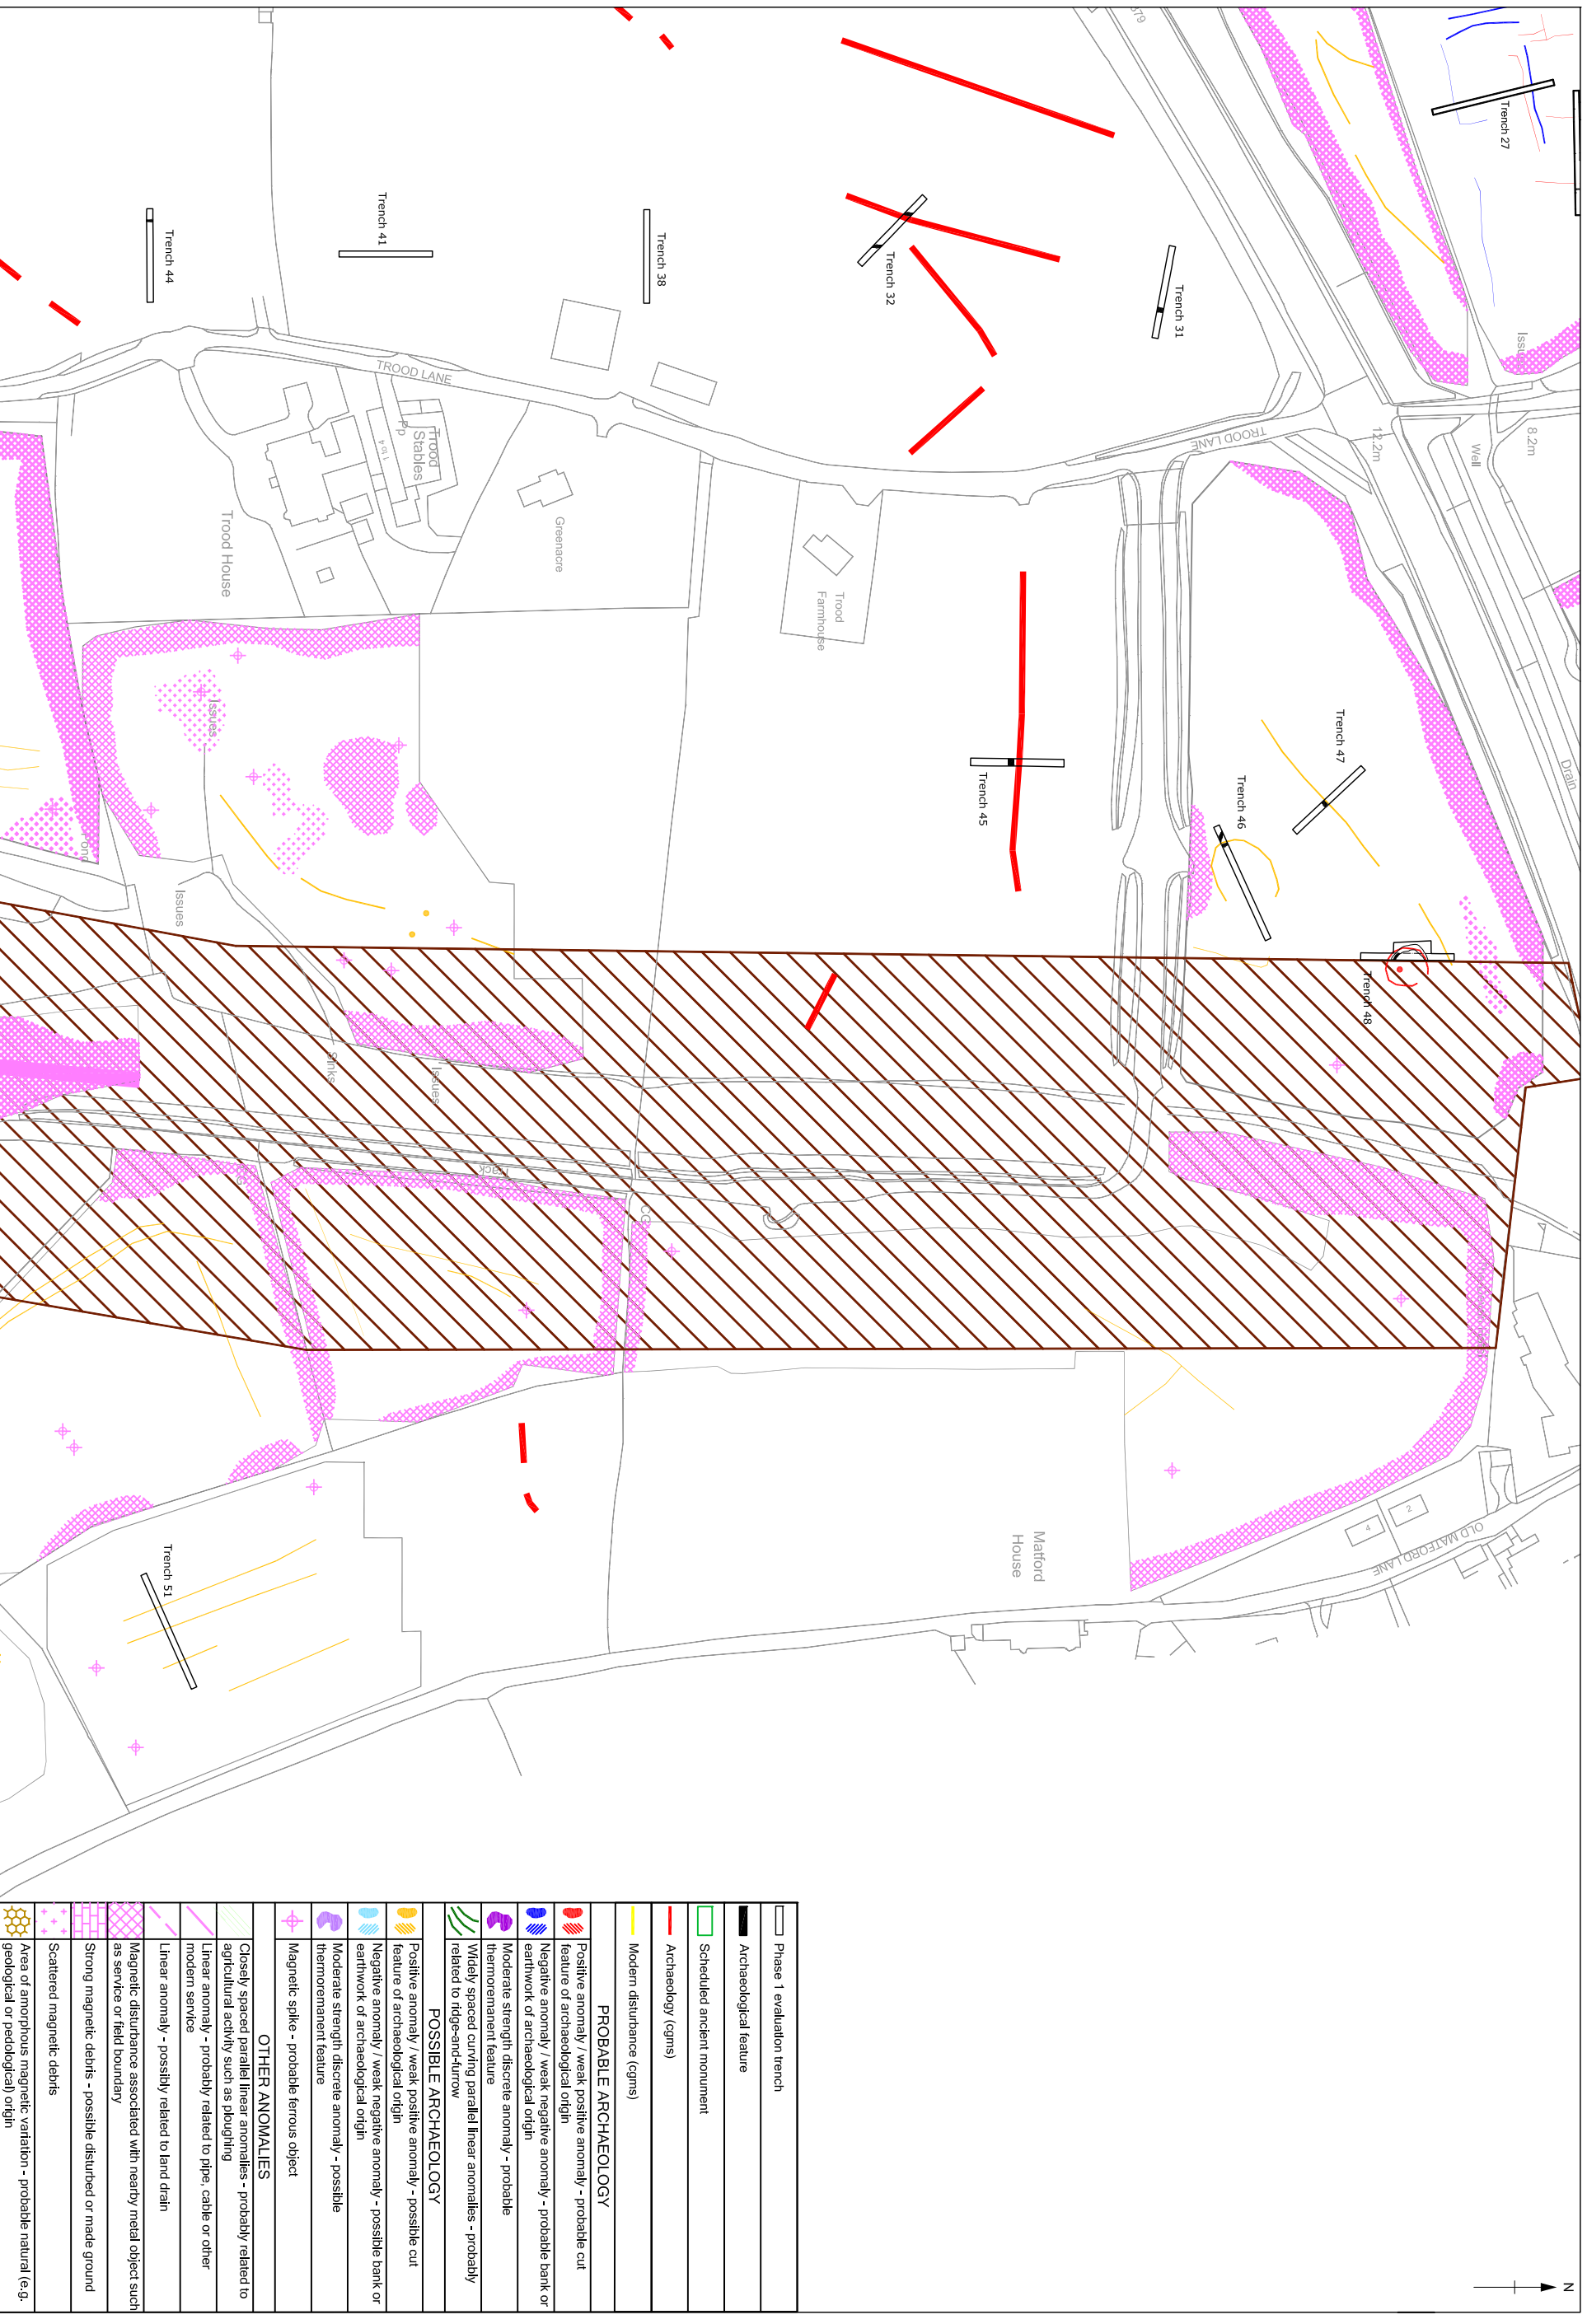 N
Trench 27
Issu
8.2m
Well
12.2m
Drain
TROOD LANE
Trench 31
Trench 32
Trench 38
Trench 41
Trench 44
TROOD LANE
Trood
Stables
1 to 4
Pp
Trood House
Greenacre
Trood
Farmhouse
Trench 47
Trench 46
Trench 45
Trench 48
Issues
Pond
Issues
Sinks
Issues
Track
CG
Matford
House
OLD MATFORD LANE
2
4
Trench 51
Phase 1 evaluation trench
Archaeological feature
Scheduled ancient monument
Archaeology (cgms)
Modern disturbance (cgms)
PROBABLE ARCHAEOLOGY
Positive anomaly / weak positive anomaly - probable cut
feature of archaeological origin
Negative anomaly / weak negative anomaly - probable bank or
earthwork of archaeological origin
Moderate strength discrete anomaly - probable
thermoremanent feature
Widely spaced curving parallel linear anomalies - probably
related to ridge-and-furrow
POSSIBLE ARCHAEOLOGY
Positive anomaly / weak positive anomaly - possible cut
feature of archaeological origin
Negative anomaly / weak negative anomaly - possible bank or
earthwork of archaeological origin
Moderate strength discrete anomaly - possible
thermoremanent feature
Magnetic spike - probable ferrous object
OTHER ANOMALIES
Closely spaced parallel linear anomalies - probably related to
agricultural activity such as ploughing
Linear anomaly - probably related to pipe, cable or other
modern service
Linear anomaly - possibly related to land drain
Magnetic disturbance associated with nearby metal object such
as service or field boundary
Strong magnetic debris - possible disturbed or made ground
Scattered magnetic debris
Area of amorphous magnetic variation - probable natural (e.g.
geological or pedological) origin